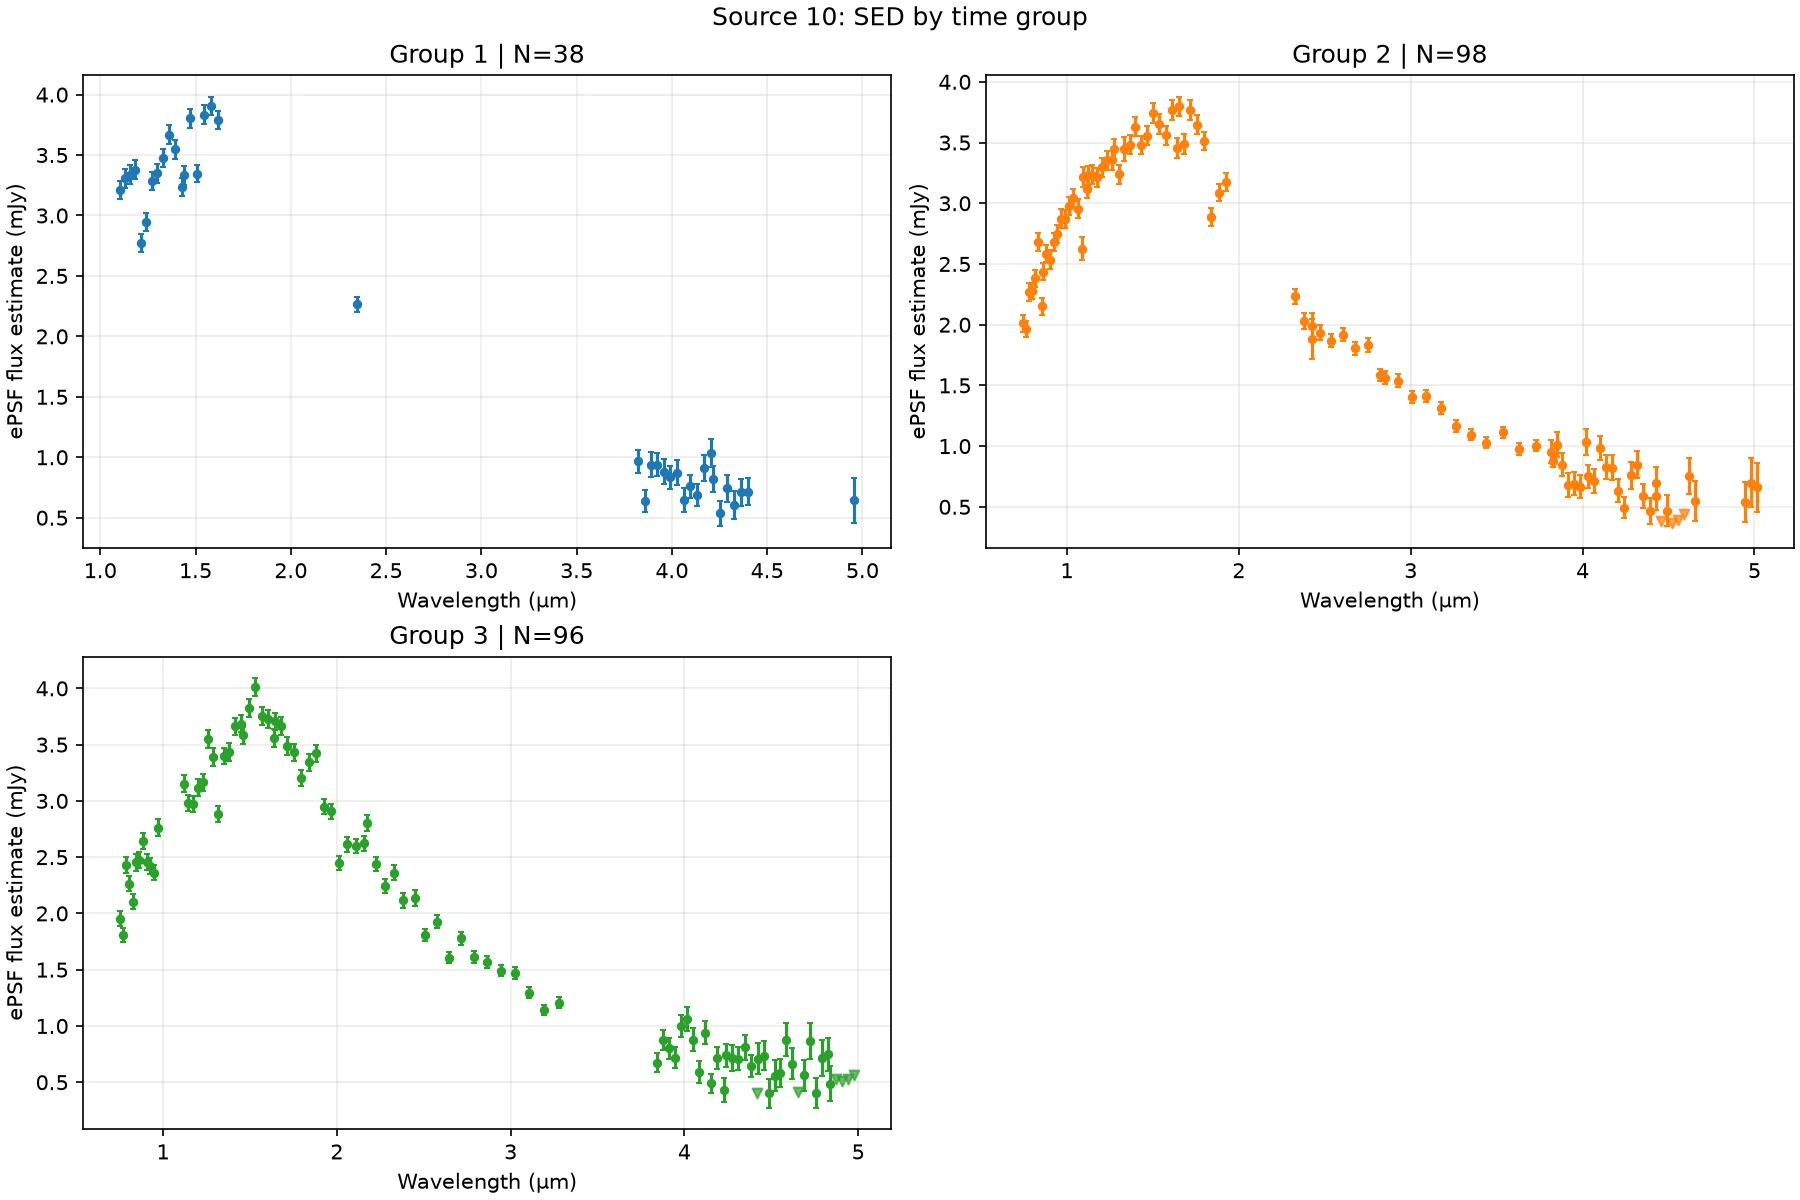 Source 10: SED by time group
Group 1 | N=38
ePSF flux estimate (mJy)
4.0
3.5
3.0
2.5
2.0
1.5
1.0
0.5
1.0 1.5 2.0 2.5 3.0 3.5 4.0 4.5 5.0
Wavelength (μm)
Group 2 | N=98
ePSF flux estimate (mJy)
4.0
3.5
3.0
2.5
2.0
1.5
1.0
0.5
1 2 3 4 5
Wavelength (μm)
Group 3 | N=96
ePSF flux estimate (mJy)
4.0
3.5
3.0
2.5
2.0
1.5
1.0
0.5
1 2 3 4 5
Wavelength (μm)